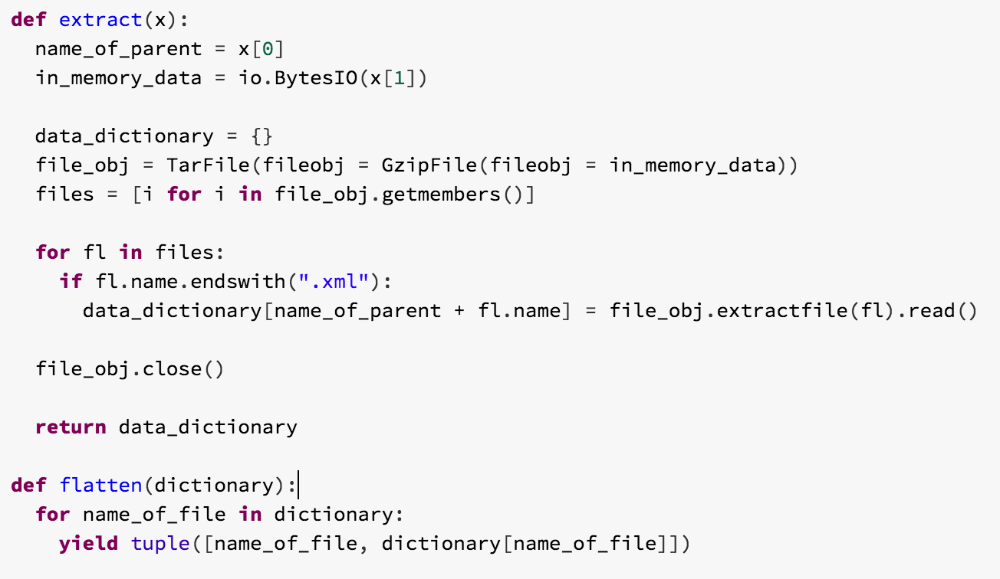 def extract(x):
  name_of_parent = x[0]
  in_memory_data = io.BytesIO(x[1])

  data_dictionary = {}
  file_obj = TarFile(fileobj = GzipFile(fileobj = in_memory_data))
  files = [i for i in file_obj.getmembers()]

  for fl in files:
    if fl.name.endswith(".xml"):
      data_dictionary[name_of_parent + fl.name] = file_obj.extractfile(fl).read()

  file_obj.close()

  return data_dictionary

def flatten(dictionary):
  for name_of_file in dictionary:
    yield tuple([name_of_file, dictionary[name_of_file]])